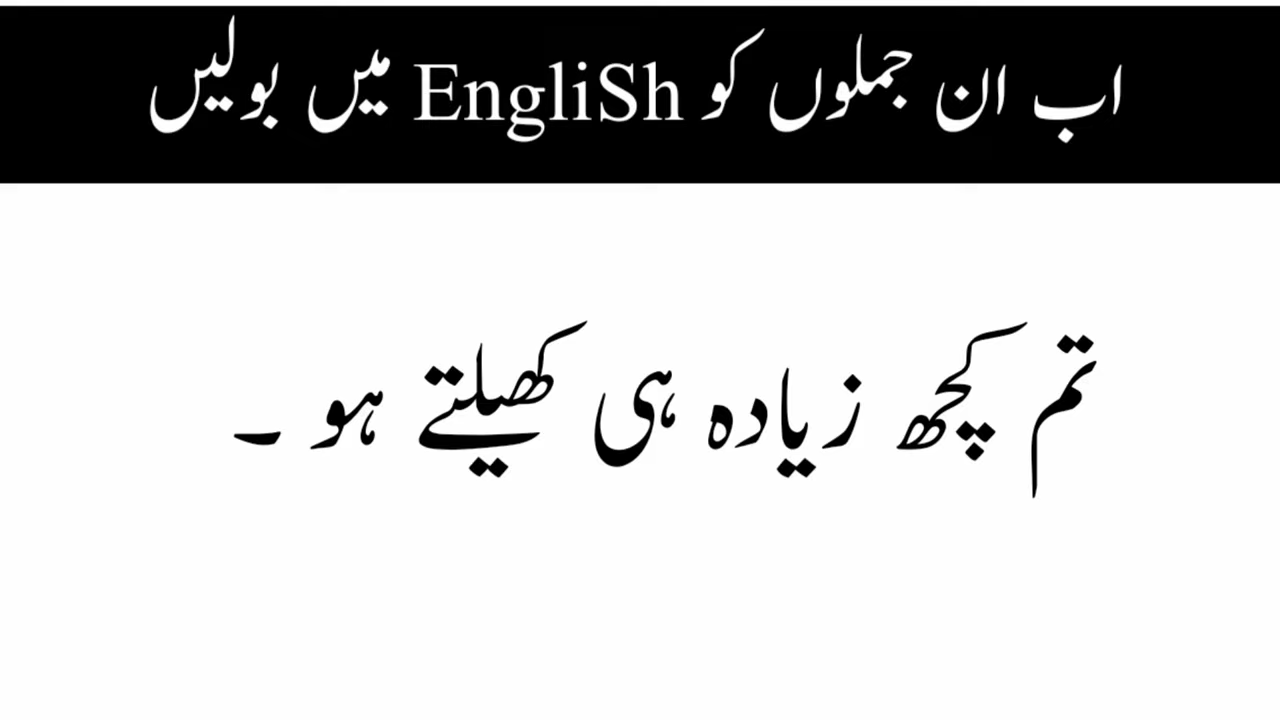 اب ان جملوں کو EngliSh میں بولیں
تم کچھ زیادہ ہی کھیلتے ہو ۔